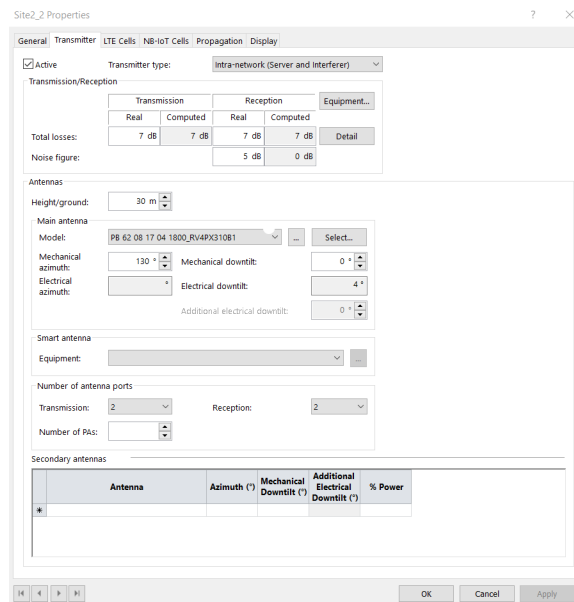 Site2_2 Properties ? ×
General Transmitter LTE Cells NB-IoT Cells Propagation Display
Active Transmitter type: Intra-network (Server and Interferer)
Transmission/Reception
Transmission Reception Equipment...
Real Computed Real Computed
Total losses: 7 dB 7 dB 7 dB 7 dB Detail
Noise figure: 5 dB 0 dB
Antennas
Height/ground: 30 m
Main antenna
Model: PB 62 08 17 04 1800_RV4PX310B1 ... Select...
Mechanical azimuth: 130 ° Mechanical downtilt: 0 °
Electrical azimuth: ° Electrical downtilt: 4 °
Additional electrical downtilt: 0 °
Smart antenna
Equipment: ...
Number of antenna ports
Transmission: 2 Reception: 2
Number of PAs:
Secondary antennas
Antenna Azimuth (°) Mechanical Downtilt (°) Additional Electrical Downtilt (°) % Power
*
OK Cancel Apply